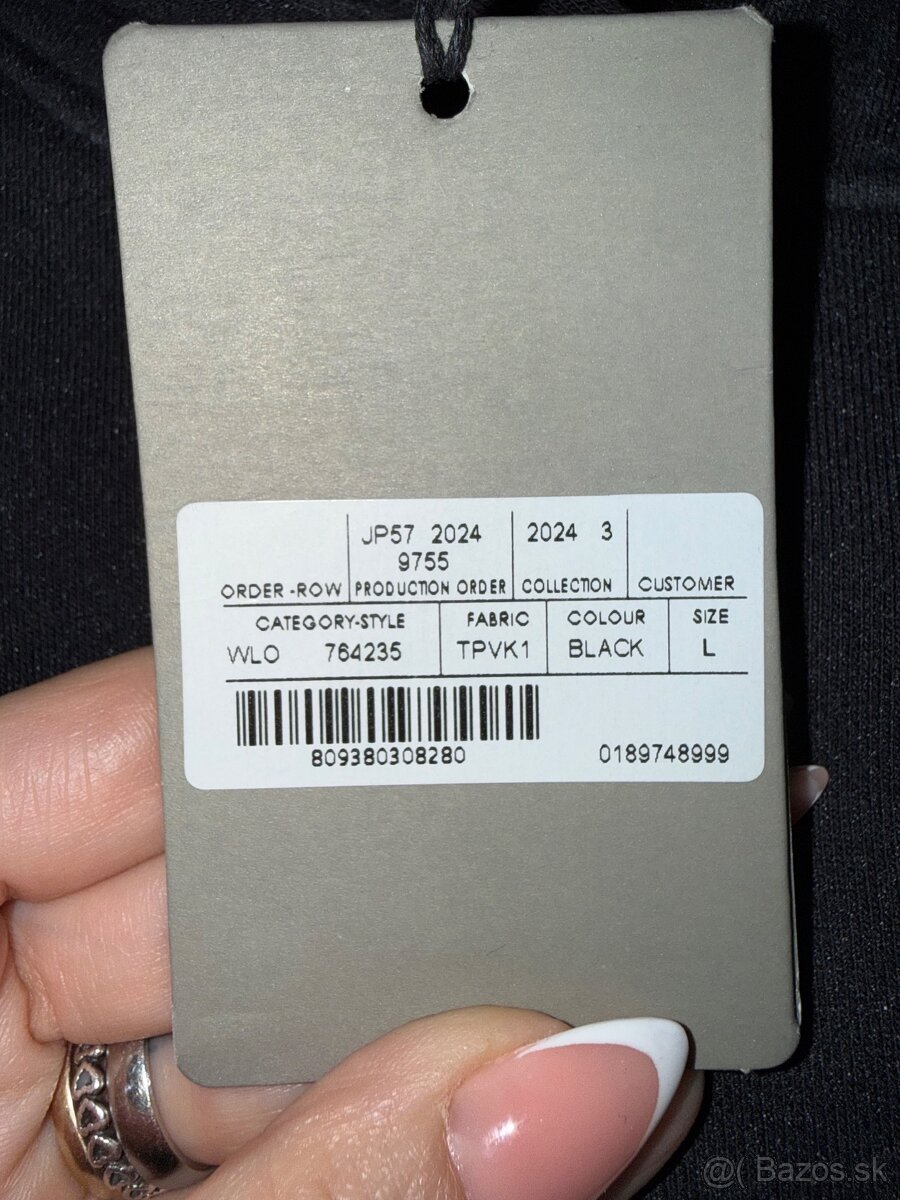 JP57 2024 2024 3
9755
ORDER -ROW PRODUCTION ORDER COLLECTION CUSTOMER
CATEGORY-STYLE FABRIC COLOUR SIZE
WLO 764235 TPVK1 BLACK L
809380308280 0189748999
@( Bazos.sk